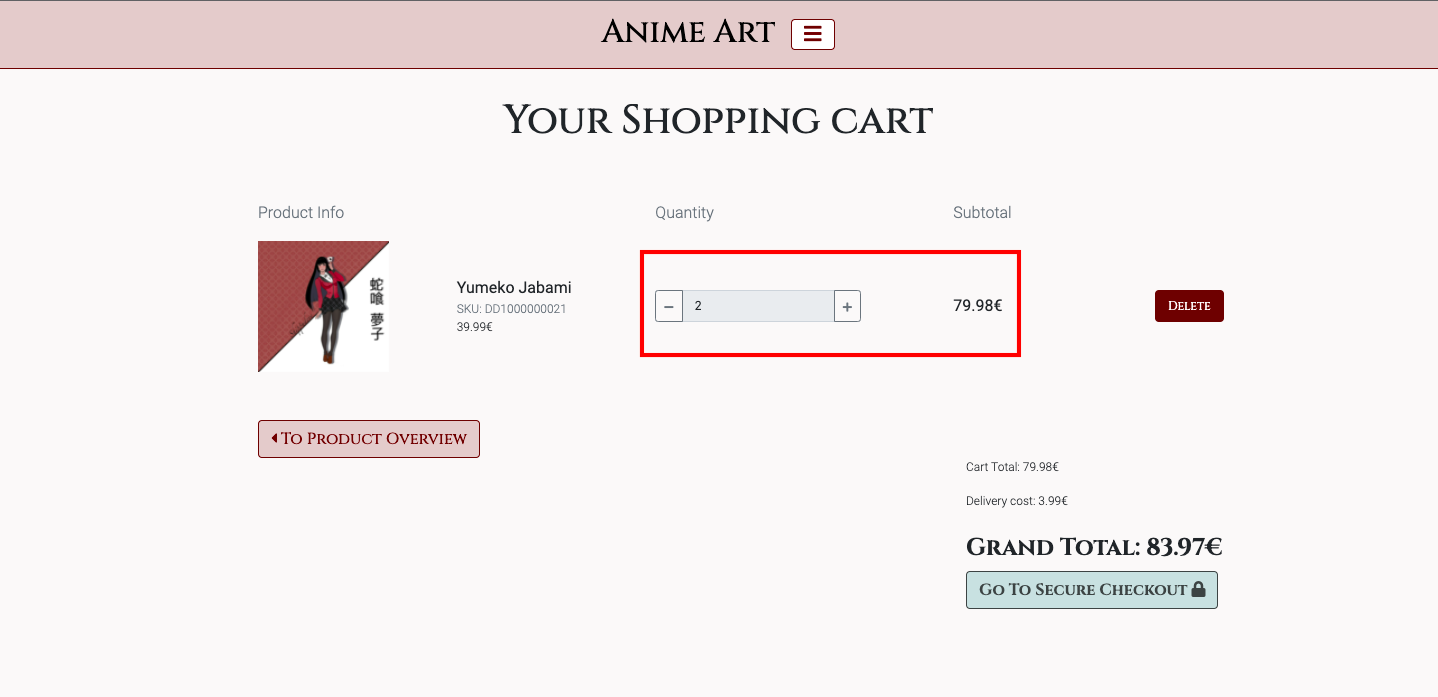 Anime Art
Your Shopping cart
Product Info
Quantity
Subtotal
蛇喰 夢子
Yumeko Jabami
SKU: DD1000000021
39.99€
2
79.98€
Delete
To Product Overview
Cart Total: 79.98€
Delivery cost: 3.99€
Grand Total: 83.97€
Go To Secure Checkout